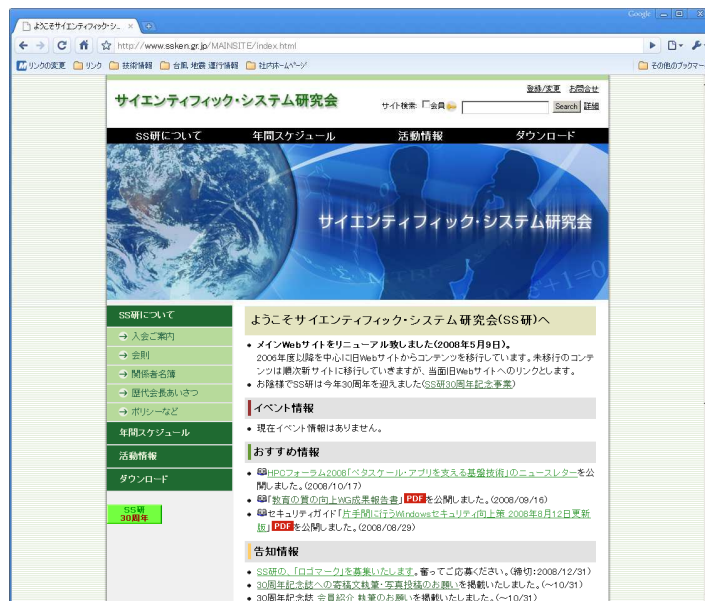 Google
ようこそサイエンティフィック・シ...
http://www.ssken.gr.jp/MAINSITE/index.html
リンクの変更 リンク 技術情報 台風 地震 運行情報 社内ホームページ その他のブックマー
登録/変更 お問合せ
サイエンティフィック・システム研究会
サイト検索: 会員 Search 詳細
SS研について 年間スケジュール 活動情報 ダウンロード
サイエンティフィック・システム研究会
SS研について
入会ご案内
会則
関係者名簿
歴代会長あいさつ
ポリシーなど
年間スケジュール
活動情報
ダウンロード
SS研
30周年
ようこそサイエンティフィック・システム研究会(SS研)へ
メインWebサイトをリニューアル致しました(2008年5月9日)。
2006年度以降を中心に旧Webサイトからコンテンツを移行しています。未移行のコンテ
ンツは順次新サイトに移行していきますが、当面旧Webサイトへのリンクとします。
お陰様でSS研は今年30周年を迎えました(SS研30周年記念事業)
イベント情報
現在イベント情報はありません。
おすすめ情報
HPCフォーラム2008「ペタスケール・アプリを支える基盤技術」のニュースレターを公
開しました。(2008/10/17)
「教育の質の向上WG成果報告書」PDFを公開しました。(2008/09/16)
セキュリティガイド「片手間に行うWindowsセキュリティ向上策 2008年8月12日更新
版」PDFを公開しました。(2008/08/29)
告知情報
SS研の、「ロゴマーク」を募集いたします。奮ってご応募ください。(締切:2008/12/31)
30周年記念誌への寄稿文執筆・写真投稿のお願いを掲載いたしました。(～10/31)
30周年記念誌 会員紹介 執筆のお願いを掲載いたしました。(～10/31)